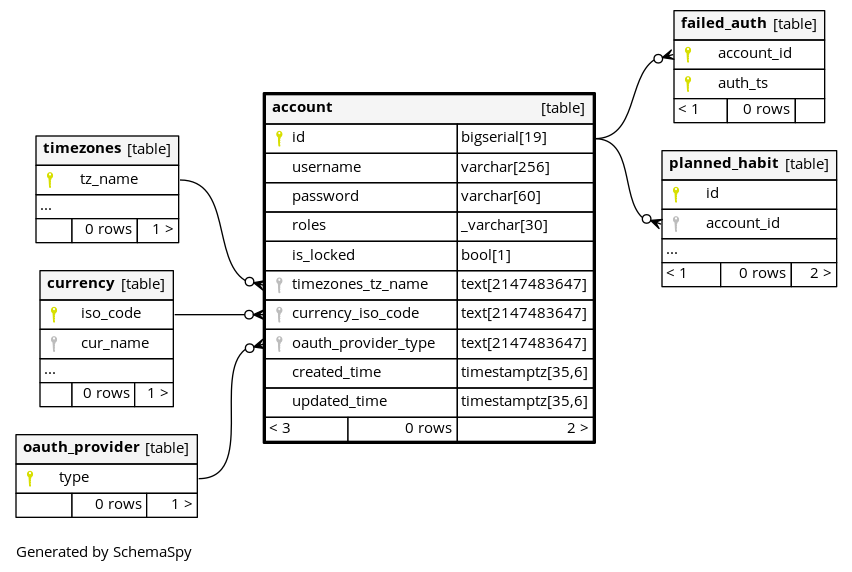 timezones [table]
tz_name
...
0 rows 1 >
currency [table]
iso_code
cur_name
...
0 rows 1 >
oauth_provider [table]
type
0 rows 1 >
account [table]
id bigserial[19]
username varchar[256]
password varchar[60]
roles _varchar[30]
is_locked bool[1]
timezones_tz_name text[2147483647]
currency_iso_code text[2147483647]
oauth_provider_type text[2147483647]
created_time timestamptz[35,6]
updated_time timestamptz[35,6]
< 3 0 rows 2 >
failed_auth [table]
account_id
auth_ts
< 1 0 rows
planned_habit [table]
id
account_id
...
< 1 0 rows 2 >
Generated by SchemaSpy